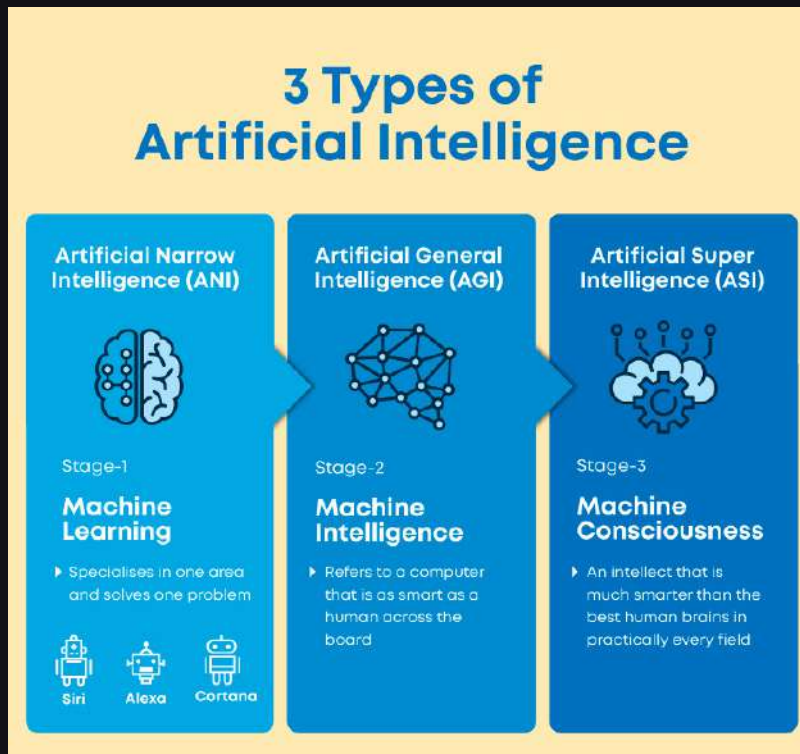 3 Types of
Artificial Intelligence
Artificial Narrow
Intelligence (ANI)
Stage-1
Machine
Learning
Specialises in one area
and solves one problem
Siri
Alexa
Cortana
Artificial General
Intelligence (AGI)
Stage-2
Machine
Intelligence
Refers to a computer
that is as smart as a
human across the
board
Artificial Super
Intelligence (ASI)
Stage-3
Machine
Consciousness
An intellect that is
much smarter than the
best human brains in
practically every field